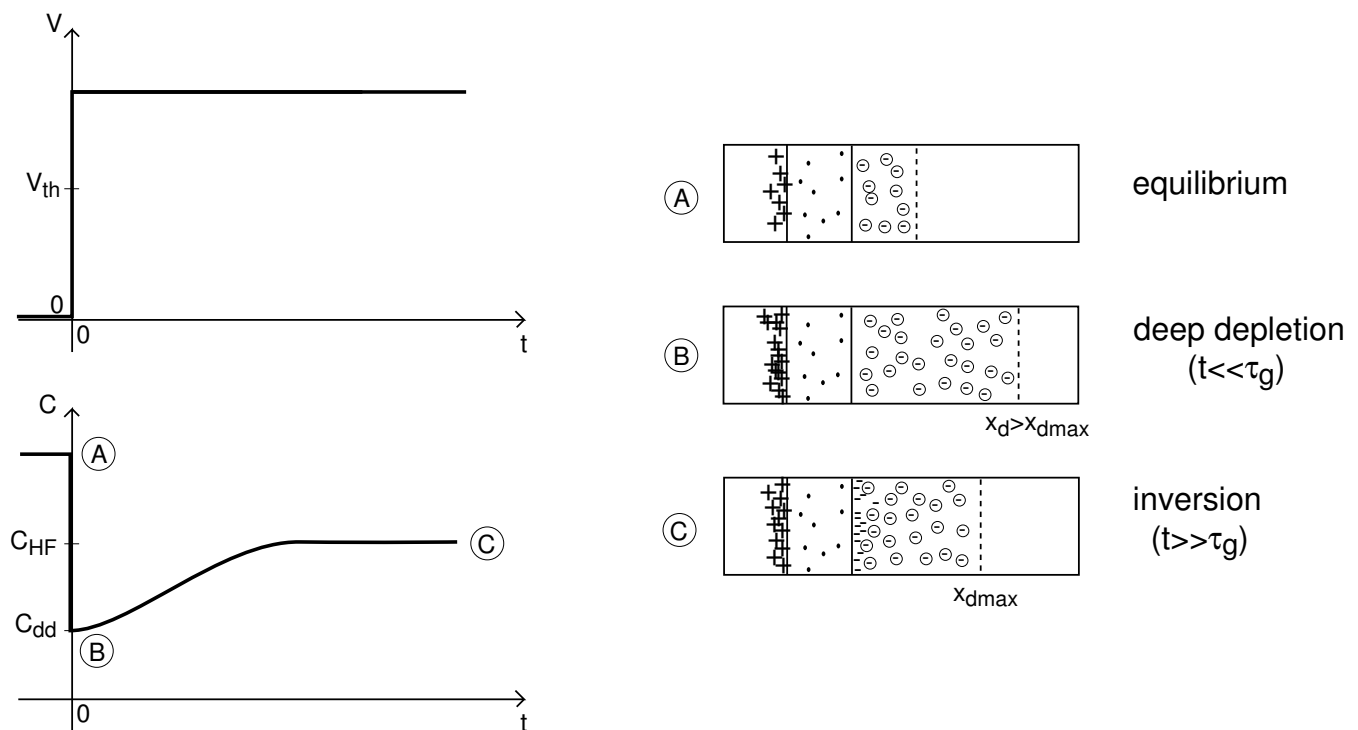 V
V_th
0
0
t
C
A
C_HF
C
C_dd
B
0
t
A
equilibrium
B
deep depletion
(t<<τ_g)
x_d>x_dmax
C
inversion
(t>>τ_g)
x_dmax